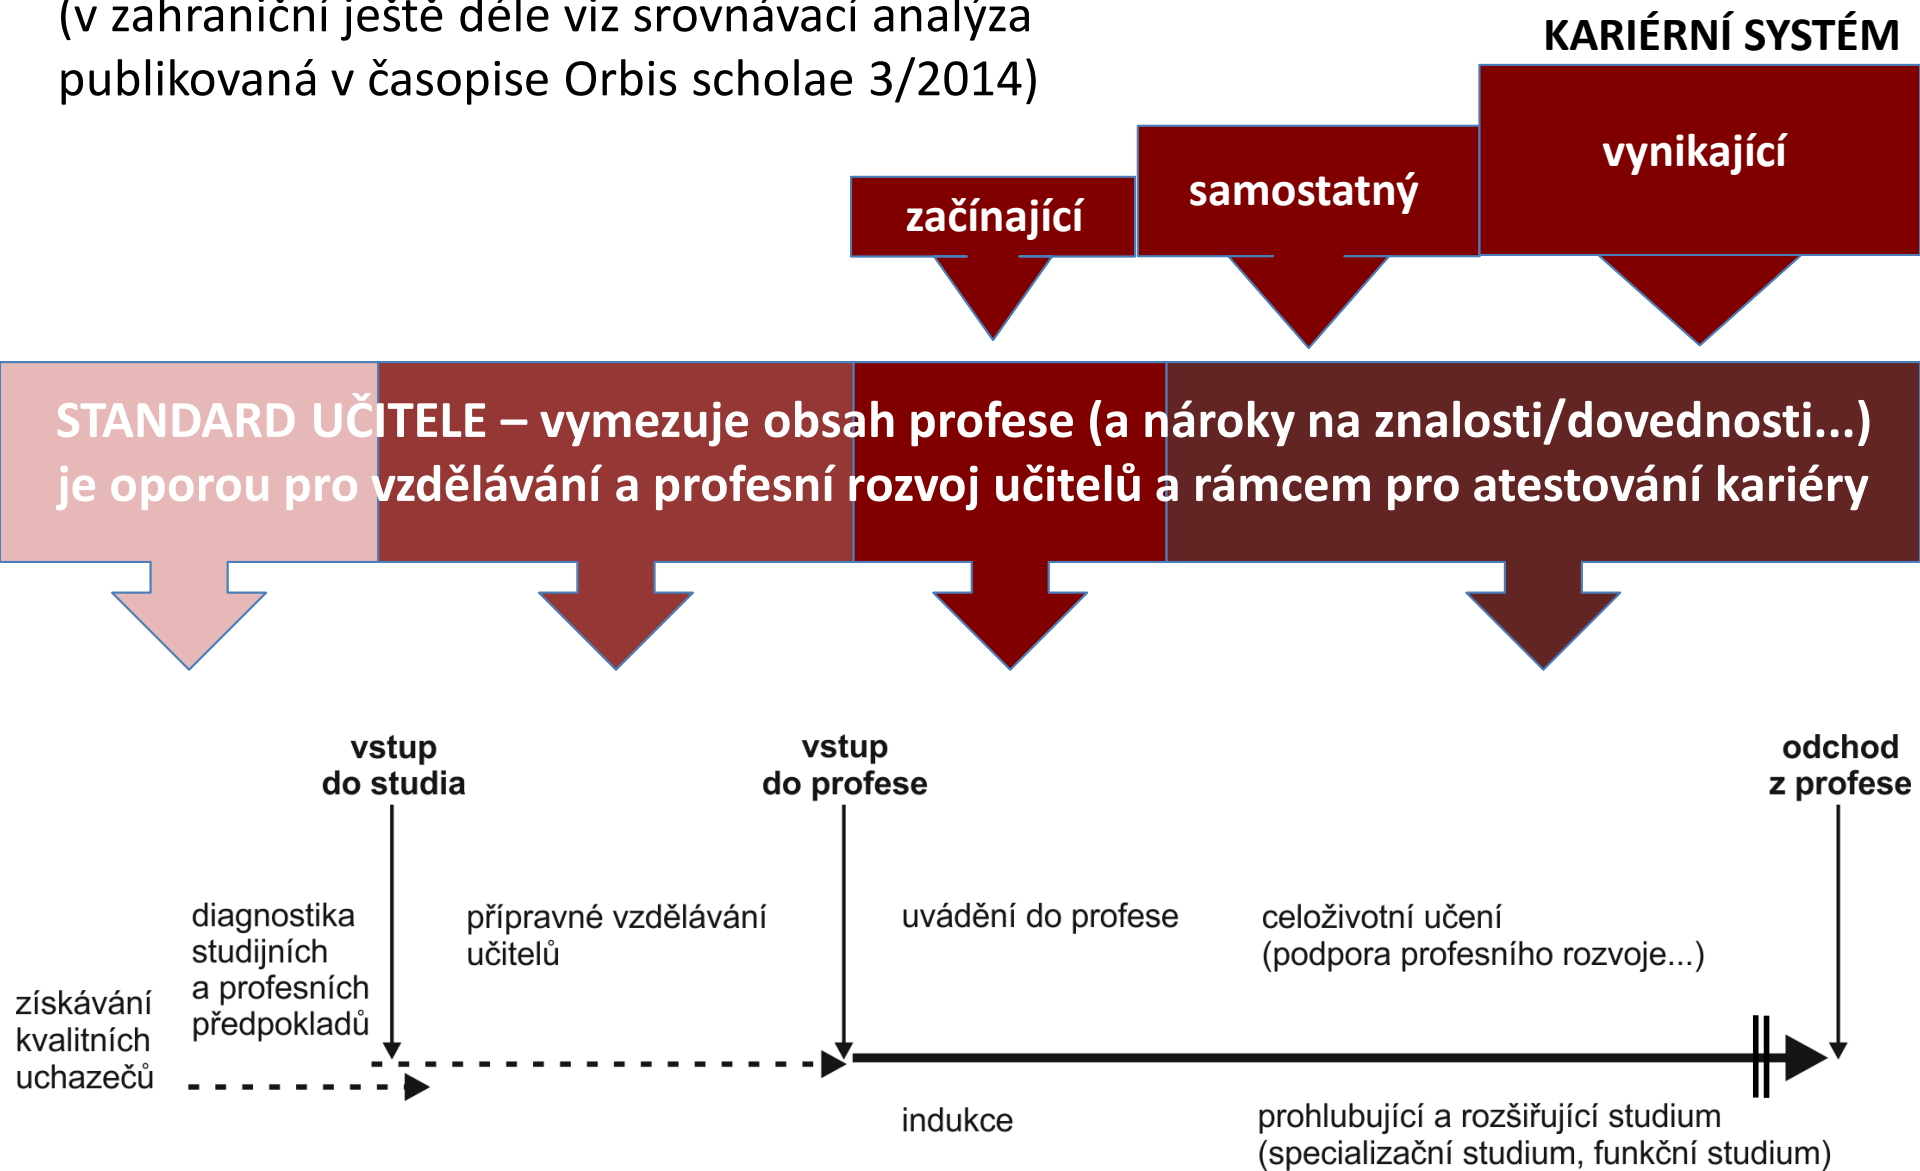 (v zahraniční ještě déle viz srovnávací analýza
publikovaná v časopise Orbis scholae 3/2014)
KARIÉRNÍ SYSTÉM
začínající
samostatný
vynikající
STANDARD UČITELE – vymezuje obsah profese (a nároky na znalosti/dovednosti...)
je oporou pro vzdělávání a profesní rozvoj učitelů a rámcem pro atestování kariéry
vstup
do studia
vstup
do profese
odchod
z profese
získávání
kvalitních
uchazečů
diagnostika
studijních
a profesních
předpokladů
přípravné vzdělávání
učitelů
uvádění do profese
celoživotní učení
(podpora profesního rozvoje...)
indukce
prohlubující a rozšiřující studium
(specializační studium, funkční studium)